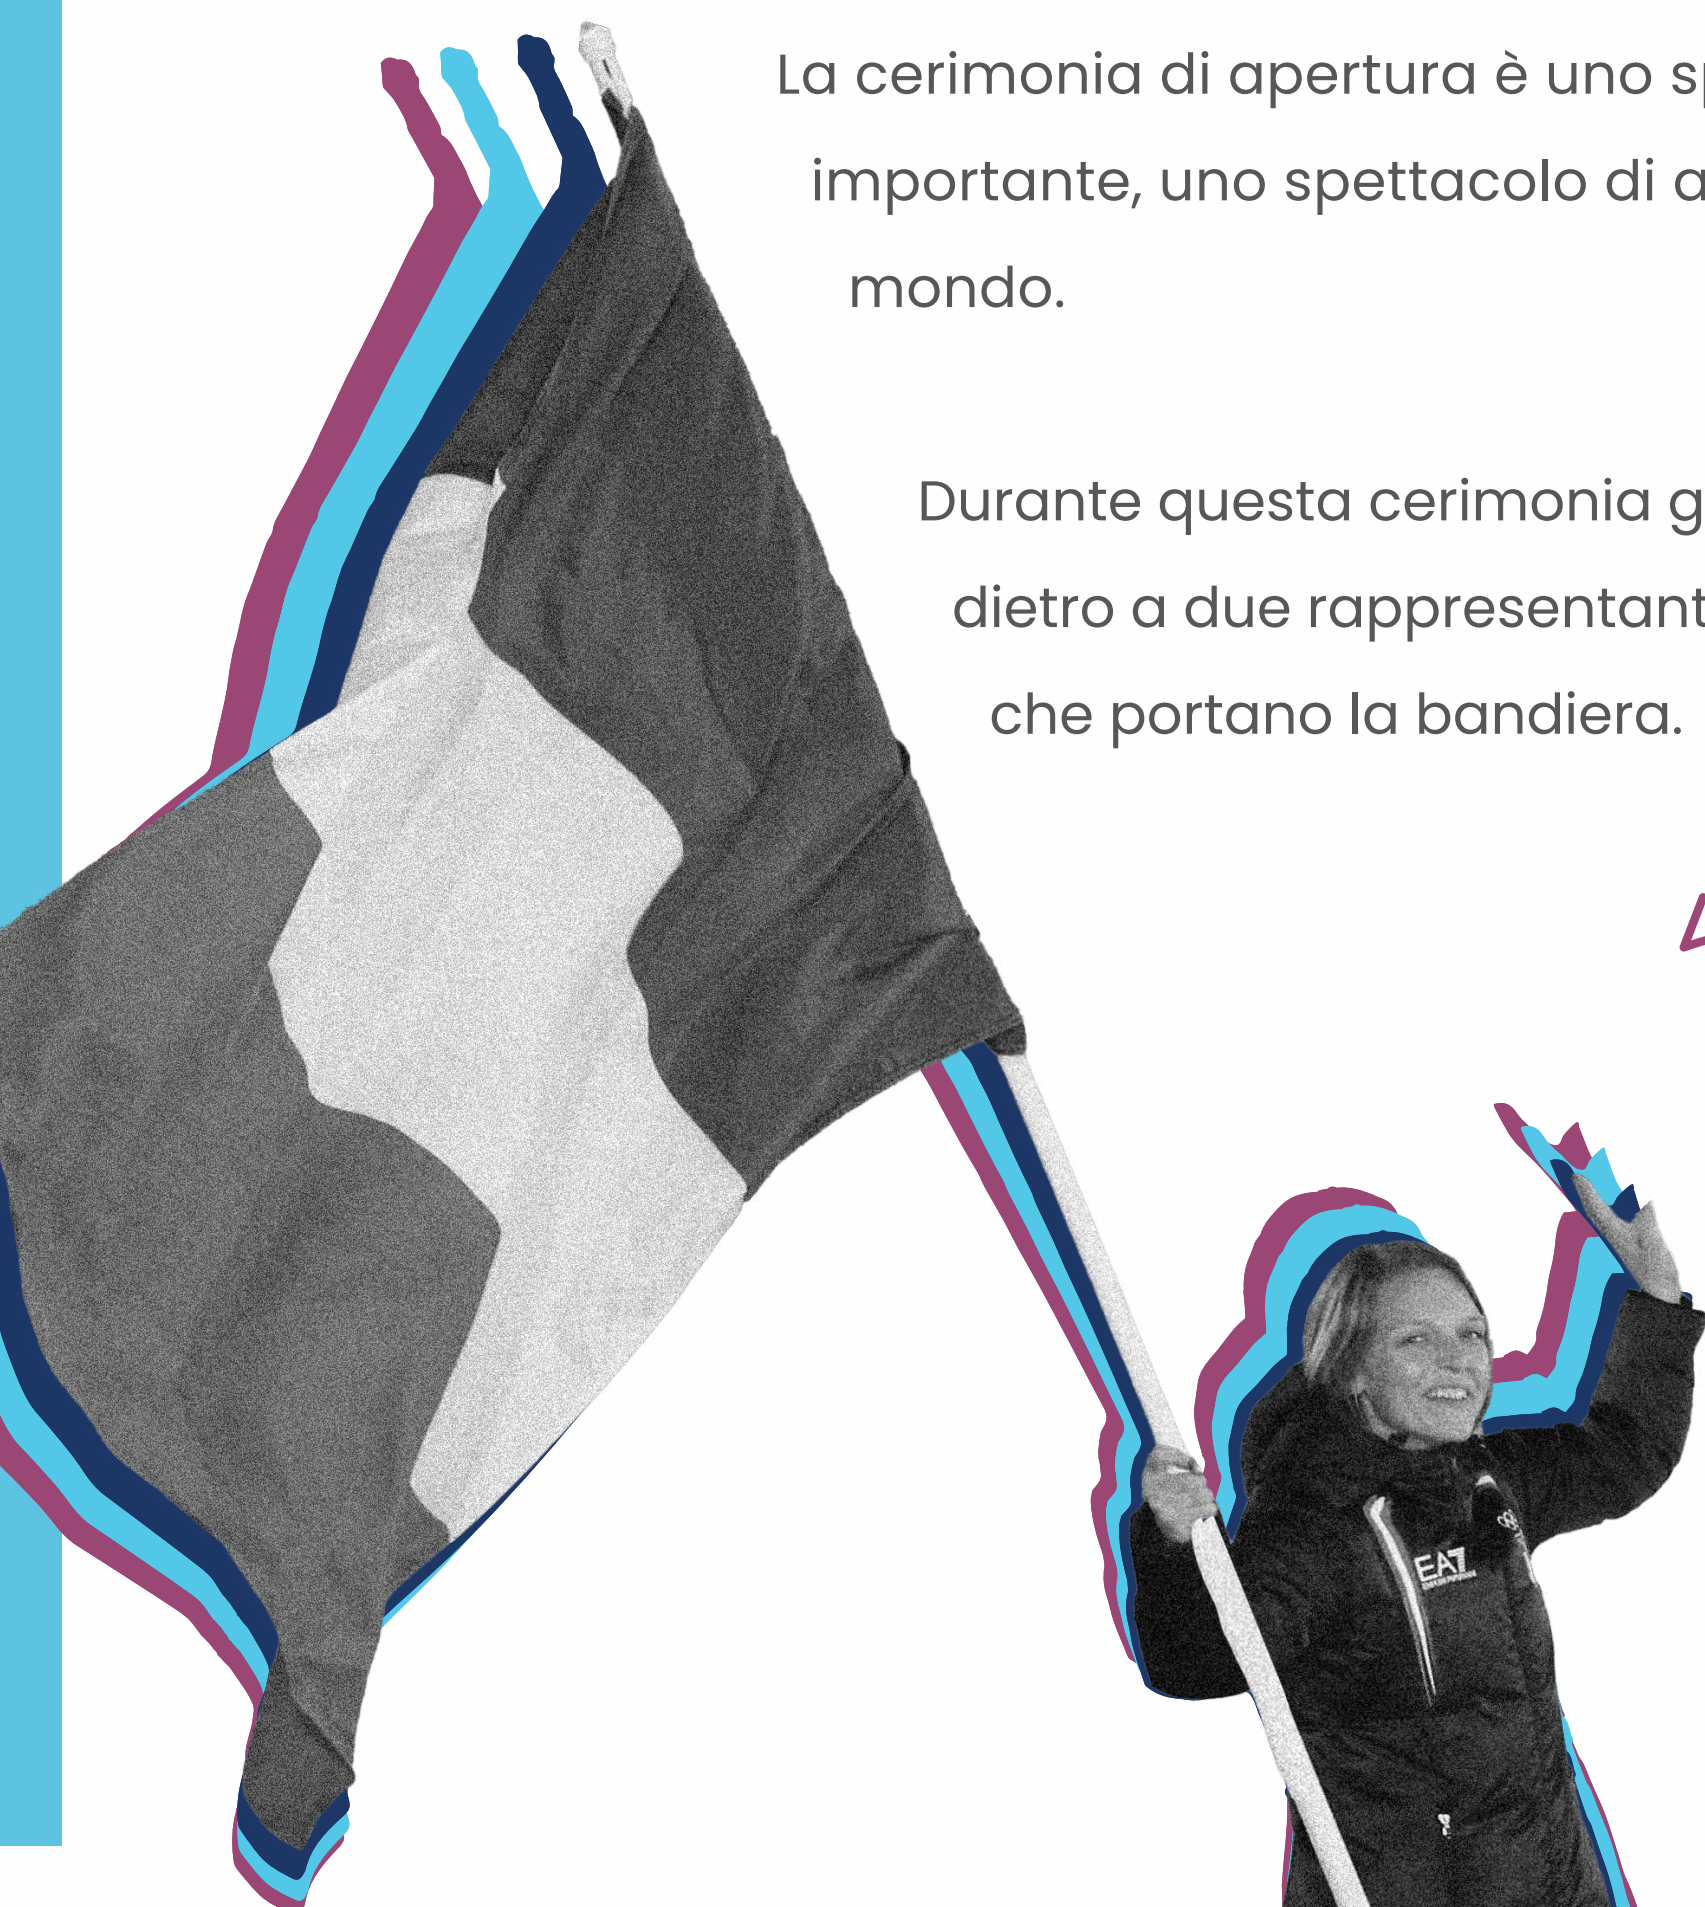 La cerimonia di apertura è uno
importante, uno spettacolo di
mondo.
Durante questa cerimonia
dietro a due
che portano la bandiera.
EA7